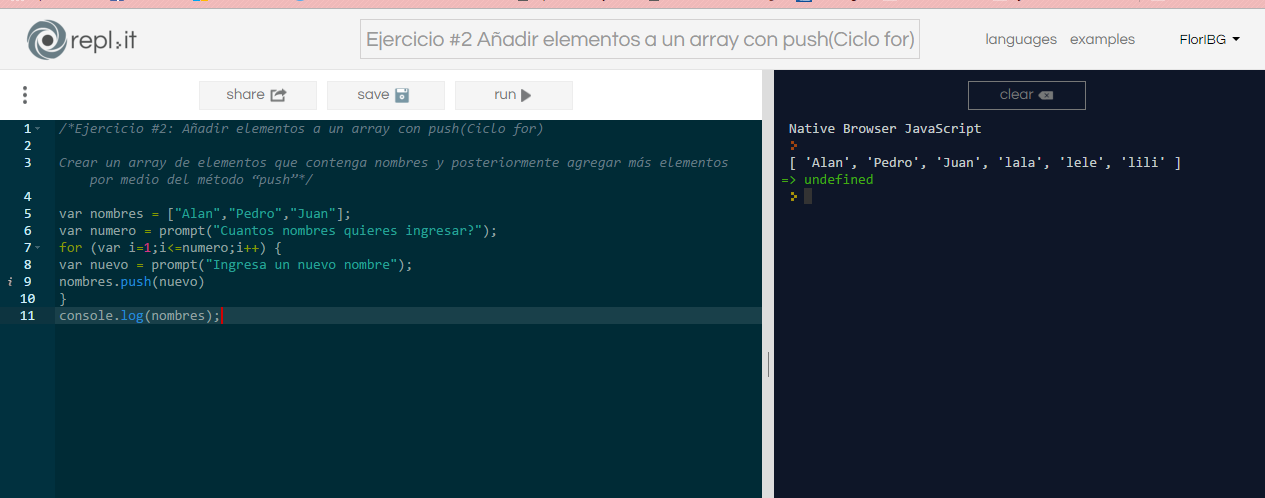 repl.it
Ejercicio #2 Añadir elementos a un array con push(Ciclo for)
languages examples FlorIBG
share save run
clear
1 /*Ejercicio #2: Añadir elementos a un array con push(Ciclo for)
2
3 Crear un array de elementos que contenga nombres y posteriormente agregar más elementos
por medio del método “push”*/
4
5 var nombres = ["Alan","Pedro","Juan"];
6 var numero = prompt("Cuantos nombres quieres ingresar?");
7 for (var i=1;i<=numero;i++) {
8 var nuevo = prompt("Ingresa un nuevo nombre");
i 9 nombres.push(nuevo)
10 }
11 console.log(nombres);
Native Browser JavaScript
[ 'Alan', 'Pedro', 'Juan', 'lala', 'lele', 'lili' ]
=> undefined